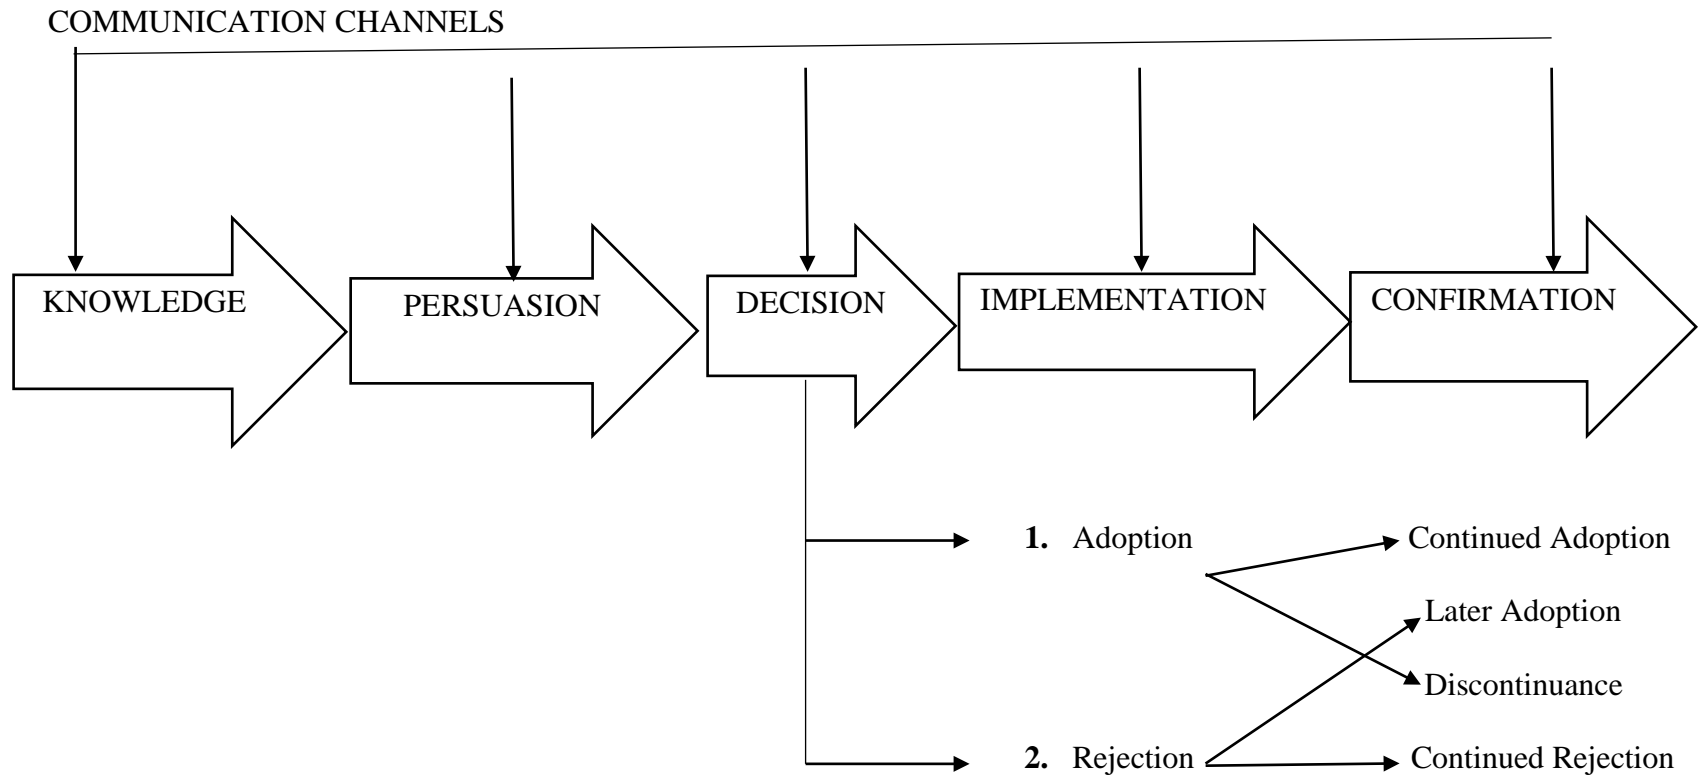 COMMUNICATION CHANNELS
KNOWLEDGE
PERSUASION
DECISION
IMPLEMENTATION
CONFIRMATION
1. Adoption
Continued Adoption
Later Adoption
Discontinuance
2. Rejection
Continued Rejection